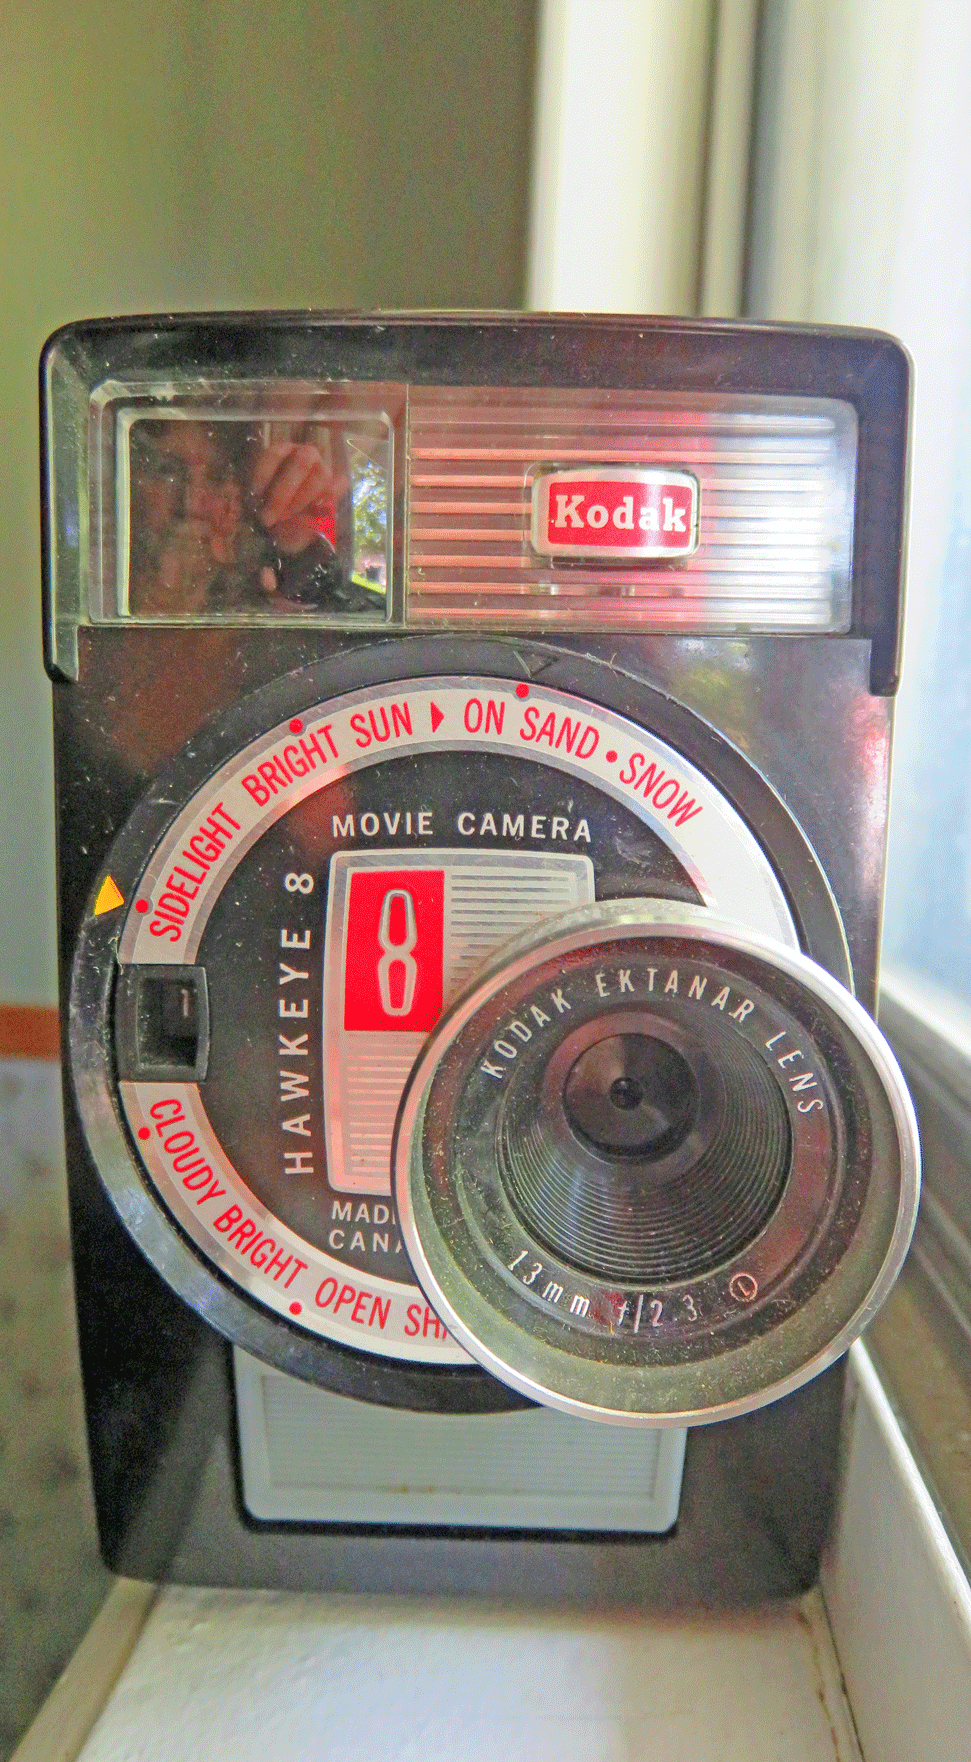 Kodak
SIDELIGHT BRIGHT SUN ▸ ON SAND • SNOW
MOVIE CAMERA
HAWKEYE 8
8
KODAK EKTANAR LENS
13mm f/2.3
L
CLOUDY BRIGHT OPEN